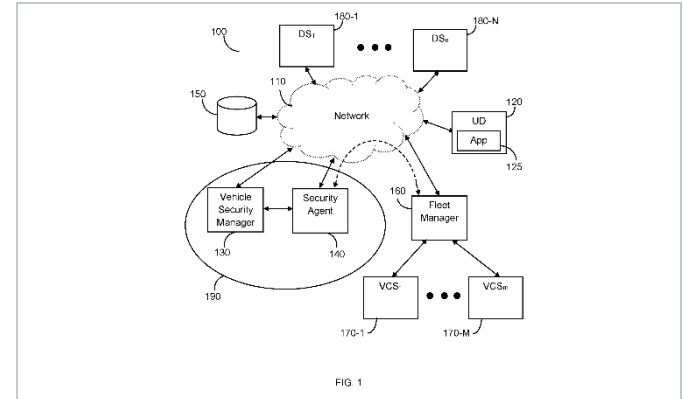 180-1
180-N
100
DS₁
DSₙ
110
150
120
Network
UD
App
125
160
Vehicle
Security
Manager
Security
Agent
Fleet
Manager
130
140
190
VCS₁
VCSₘ
170-1
170-M
FIG. 1